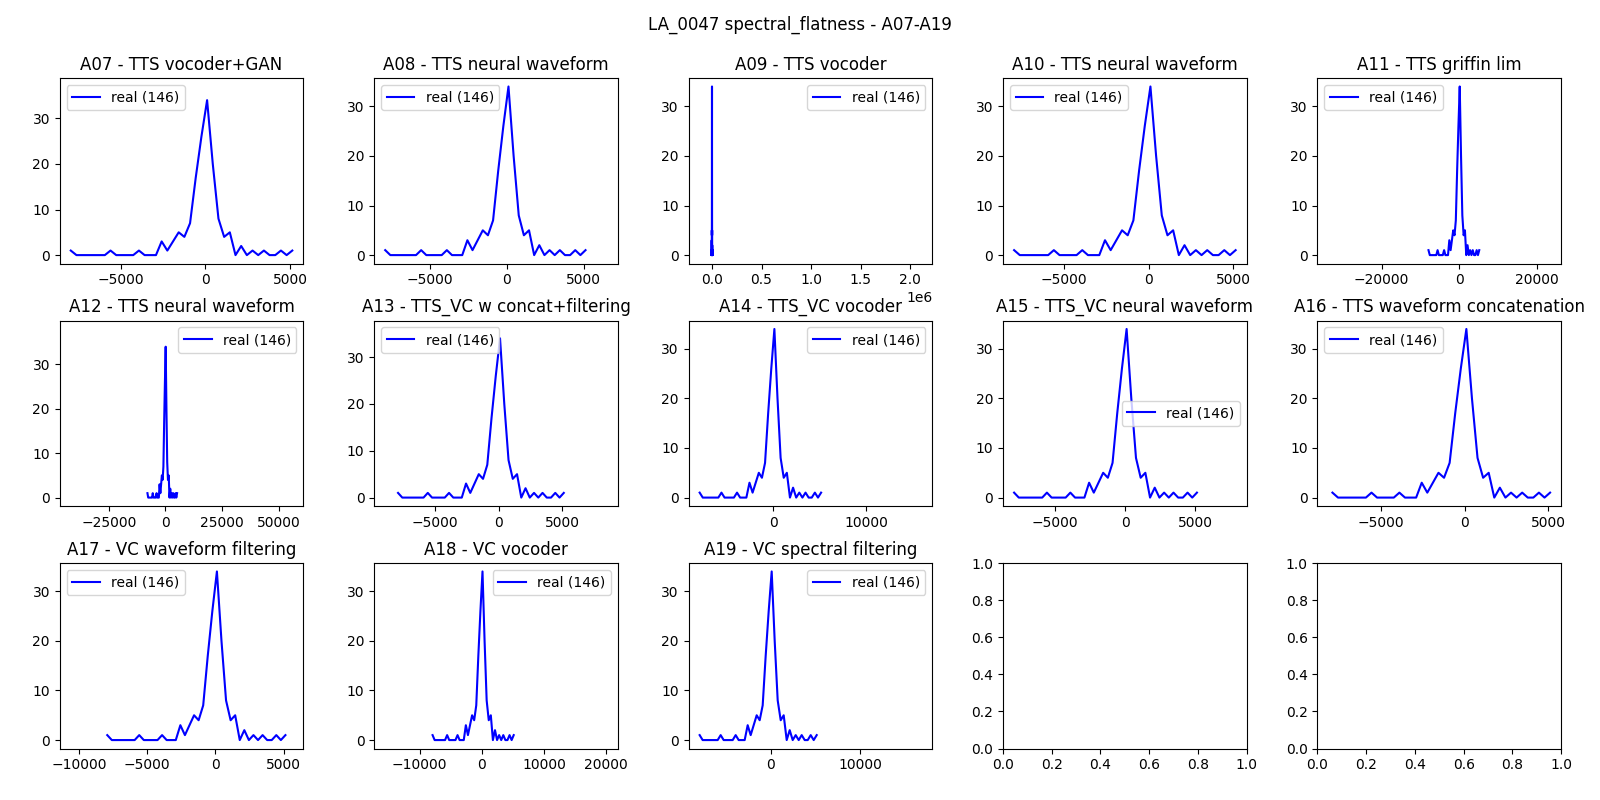 LA_0047 spectral_flatness - A07-A19
A07 - TTS vocoder+GAN
real (146)
30
20
10
0
−5000 0 5000
A08 - TTS neural waveform
real (146)
30
20
10
0
−5000 0 5000
A09 - TTS vocoder
real (146)
30
20
10
0
0.0 0.5 1.0 1.5 2.0
1e6
A10 - TTS neural waveform
real (146)
30
20
10
0
−5000 0 5000
A11 - TTS griffin lim
real (146)
30
20
10
0
−20000 0 20000
A12 - TTS neural waveform
real (146)
30
20
10
0
−25000 0 25000 50000
A13 - TTS_VC w concat+filtering
real (146)
30
20
10
0
−5000 0 5000
A14 - TTS_VC vocoder
real (146)
30
20
10
0
0 10000
A15 - TTS_VC neural waveform
real (146)
30
20
10
0
−5000 0 5000
A16 - TTS waveform concatenation
real (146)
30
20
10
0
−5000 0 5000
A17 - VC waveform filtering
real (146)
30
20
10
0
−10000 −5000 0 5000
A18 - VC vocoder
real (146)
30
20
10
0
−10000 0 10000 20000
A19 - VC spectral filtering
real (146)
30
20
10
0
0 10000
1.0
0.8
0.6
0.4
0.2
0.0
0.0 0.2 0.4 0.6 0.8 1.0
1.0
0.8
0.6
0.4
0.2
0.0
0.0 0.2 0.4 0.6 0.8 1.0